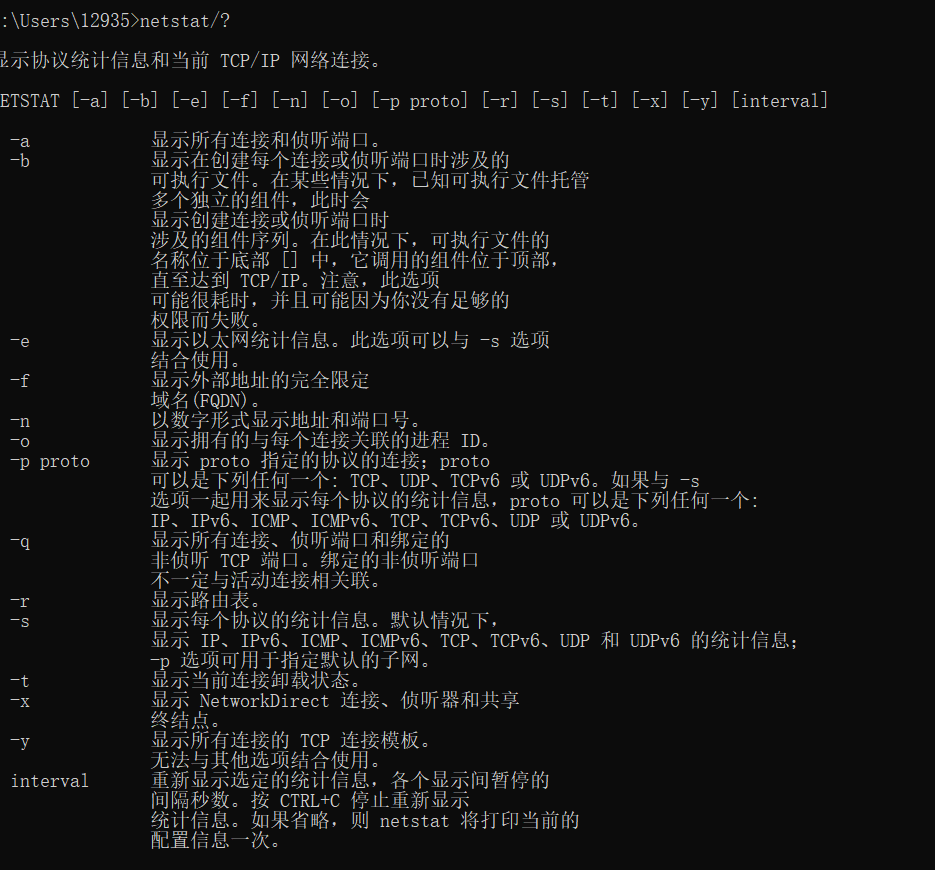 :\Users\12935>netstat/?
显示协议统计信息和当前 TCP/IP 网络连接。
ETSTAT [-a] [-b] [-e] [-f] [-n] [-o] [-p proto] [-r] [-s] [-t] [-x] [-y] [interval]
-a 显示所有连接和侦听端口。
-b 显示在创建每个连接或侦听端口时涉及的
可执行文件。在某些情况下，已知可执行文件托管
多个独立的组件，此时会
显示创建连接或侦听端口时
涉及的组件序列。在此情况下，可执行文件的
名称位于底部 [] 中，它调用的组件位于顶部，
直至达到 TCP/IP。注意，此选项
可能很耗时，并且可能因为你没有足够的
权限而失败。
-e 显示以太网统计信息。此选项可以与 -s 选项
结合使用。
-f 显示外部地址的完全限定
域名(FQDN)。
-n 以数字形式显示地址和端口号。
-o 显示拥有的与每个连接关联的进程 ID。
-p proto 显示 proto 指定的协议的连接；proto
可以是下列任何一个: TCP、UDP、TCPv6 或 UDPv6。如果与 -s
选项一起用来显示每个协议的统计信息，proto 可以是下列任何一个:
IP、IPv6、ICMP、ICMPv6、TCP、TCPv6、UDP 或 UDPv6。
-q 显示所有连接、侦听端口和绑定的
非侦听 TCP 端口。绑定的非侦听端口
不一定与活动连接相关联。
-r 显示路由表。
-s 显示每个协议的统计信息。默认情况下，
显示 IP、IPv6、ICMP、ICMPv6、TCP、TCPv6、UDP 和 UDPv6 的统计信息；
-p 选项可用于指定默认的子网。
-t 显示当前连接卸载状态。
-x 显示 NetworkDirect 连接、侦听器和共享
终结点。
-y 显示所有连接的 TCP 连接模板。
无法与其他选项结合使用。
interval 重新显示选定的统计信息，各个显示间暂停的
间隔秒数。按 CTRL+C 停止重新显示
统计信息。如果省略，则 netstat 将打印当前的
配置信息一次。